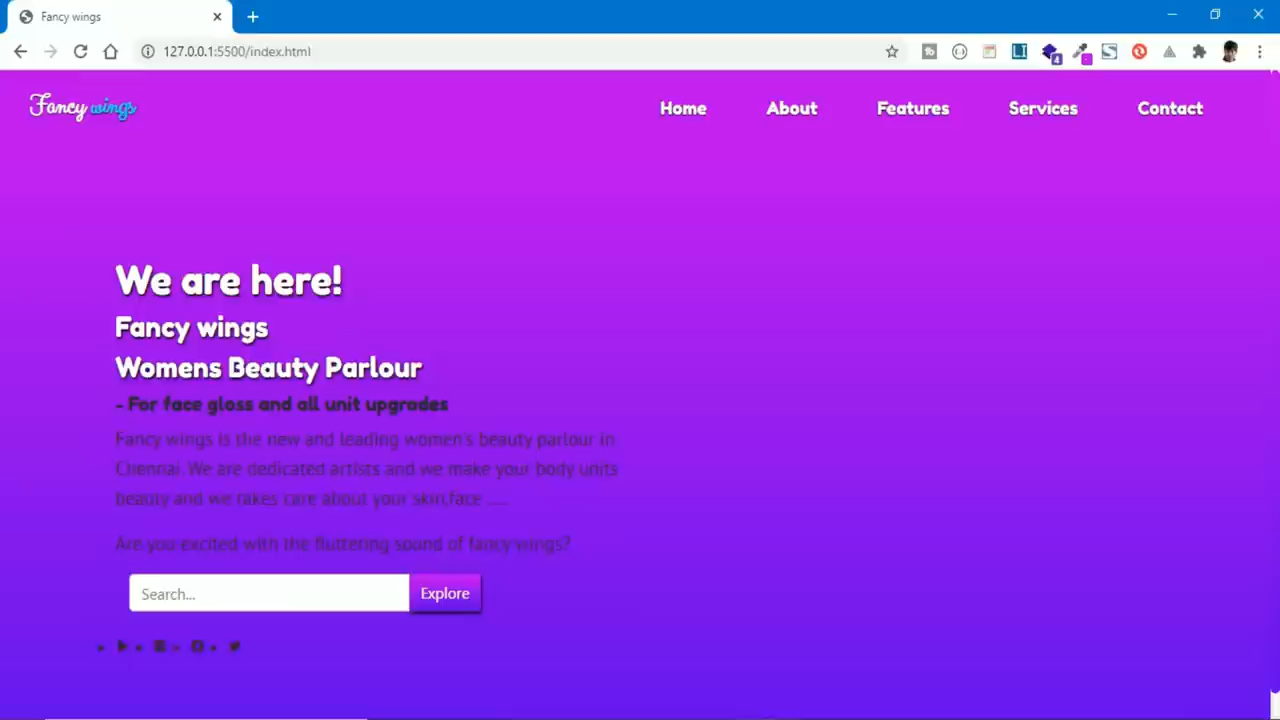 Fancy wings
127.0.0.1:5500/index.html
Fancy wings
Home About Features Services Contact
We are here!
Fancy wings
Womens Beauty Parlour
- For face gloss and all unit upgrades
Fancy wings is the new and leading women's beauty parlour in
Chennai. We are dedicated artists and we make your body units
beauty and we rakes care about your skin,face .....
Are you excited with the fluttering sound of fancy wings?
Search...
Explore